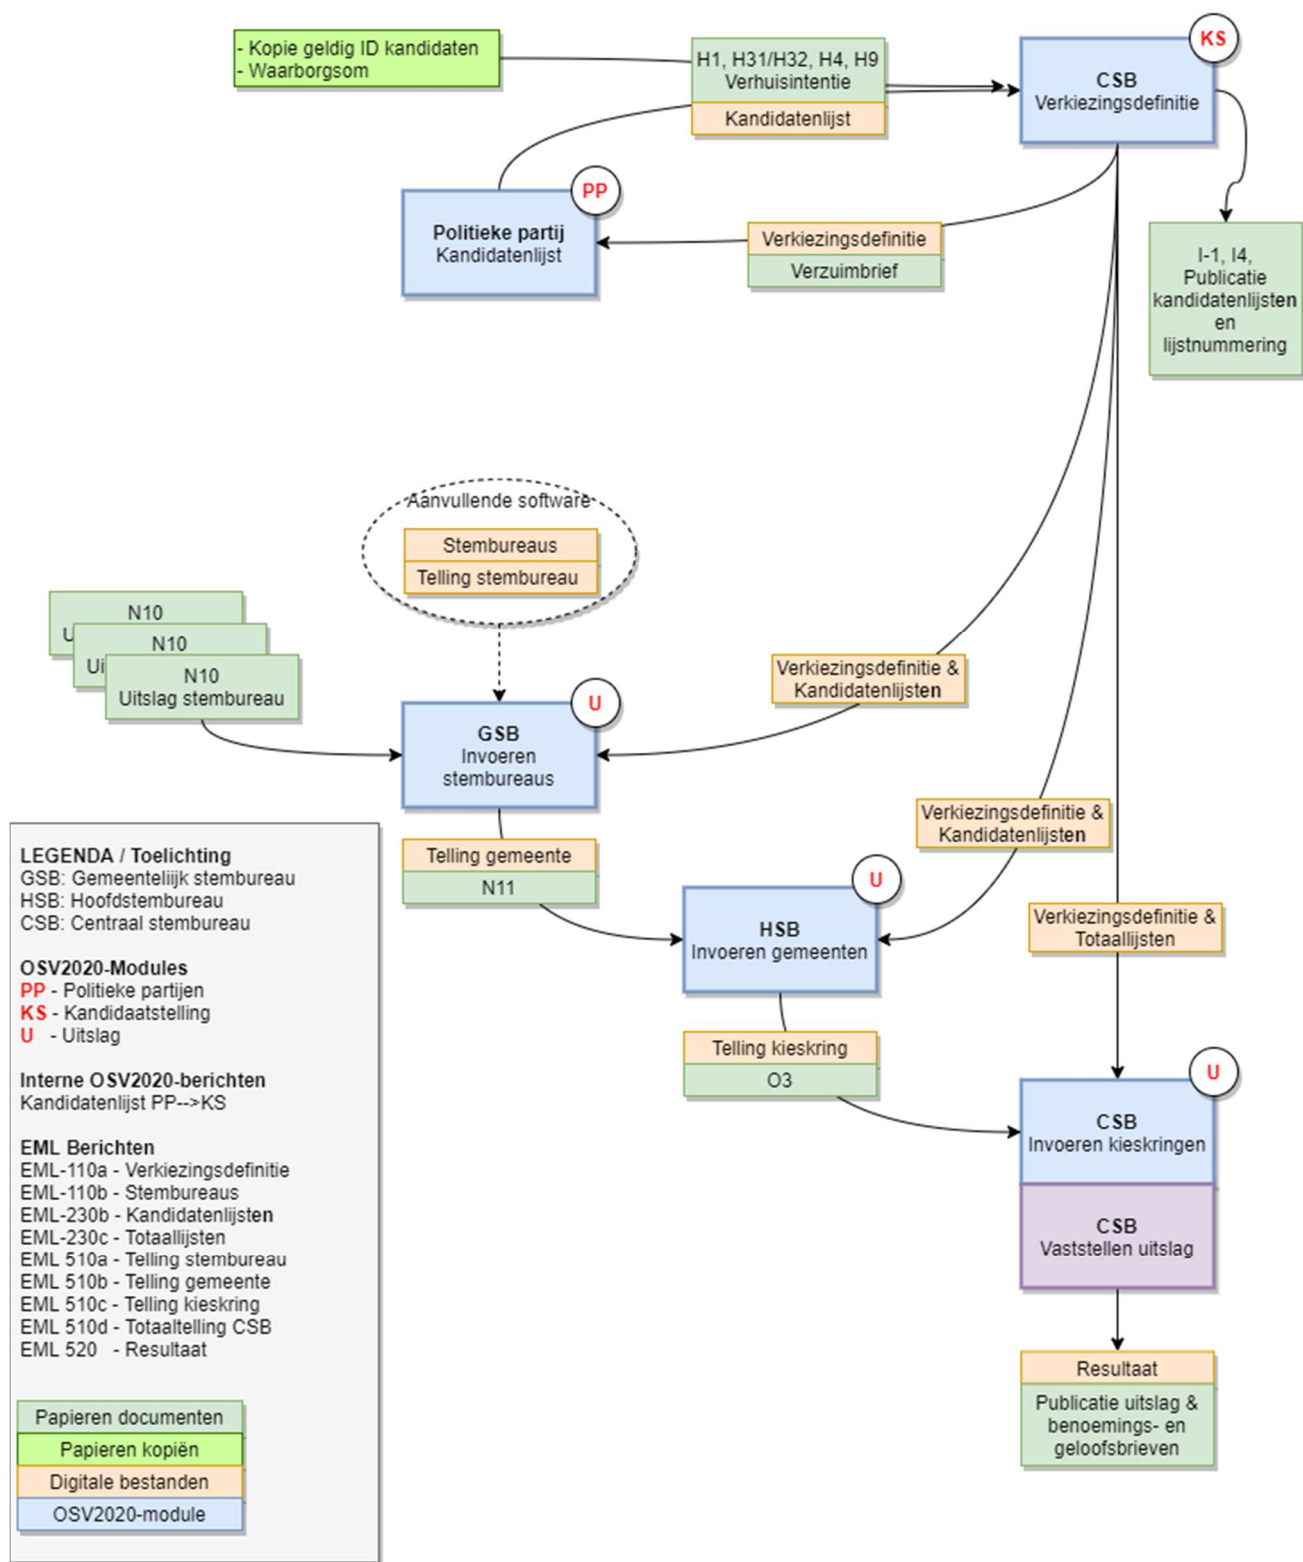 - Kopie geldig ID kandidaten
- Waarborgsom
H1, H31/H32, H4, H9
Verhuisintentie
Kandidatenlijst
KS
CSB
Verkiezingsdefinitie
PP
Politieke partij
Kandidatenlijst
Verkiezingsdefinitie
Verzuimbrief
I-1, I4,
Publicatie
kandidatenlijsten
en
lijstnummering
Aanvullende software
Stembureaus
Telling stembureau
N10
U
N10
Ui
N10
Uitslag stembureau
U
GSB
Invoeren
stembureaus
Verkiezingsdefinitie &
Kandidatenlijsten
Telling gemeente
N11
Verkiezingsdefinitie &
Kandidatenlijsten
U
HSB
Invoeren gemeenten
Verkiezingsdefinitie &
Totaallijsten
Telling kieskring
O3
U
CSB
Invoeren kieskringen
CSB
Vaststellen uitslag
Resultaat
Publicatie uitslag &
benoemings- en
geloofsbrieven
LEGENDA / Toelichting
GSB: Gemeenteliijk stembureau
HSB: Hoofdstembureau
CSB: Centraal stembureau
OSV2020-Modules
PP - Politieke partijen
KS - Kandidaatstelling
U - Uitslag
Interne OSV2020-berichten
Kandidatenlijst PP-->KS
EML Berichten
EML-110a - Verkiezingsdefinitie
EML-110b - Stembureaus
EML-230b - Kandidatenlijsten
EML-230c - Totaallijsten
EML 510a - Telling stembureau
EML 510b - Telling gemeente
EML 510c - Telling kieskring
EML 510d - Totaaltelling CSB
EML 520 - Resultaat
Papieren documenten
Papieren kopiën
Digitale bestanden
OSV2020-module